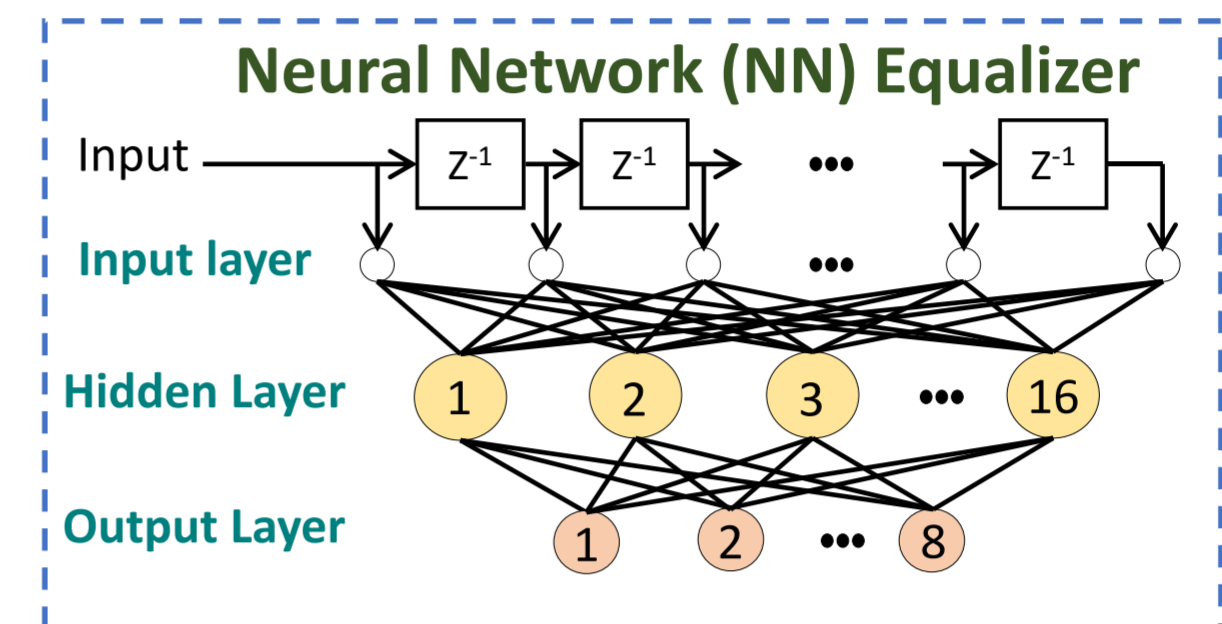 Neural Network (NN) Equalizer
Input Z-1 Z-1 ••• Z-1
Input layer •••
Hidden Layer 1 2 3 ••• 16
Output Layer 1 2 ••• 8